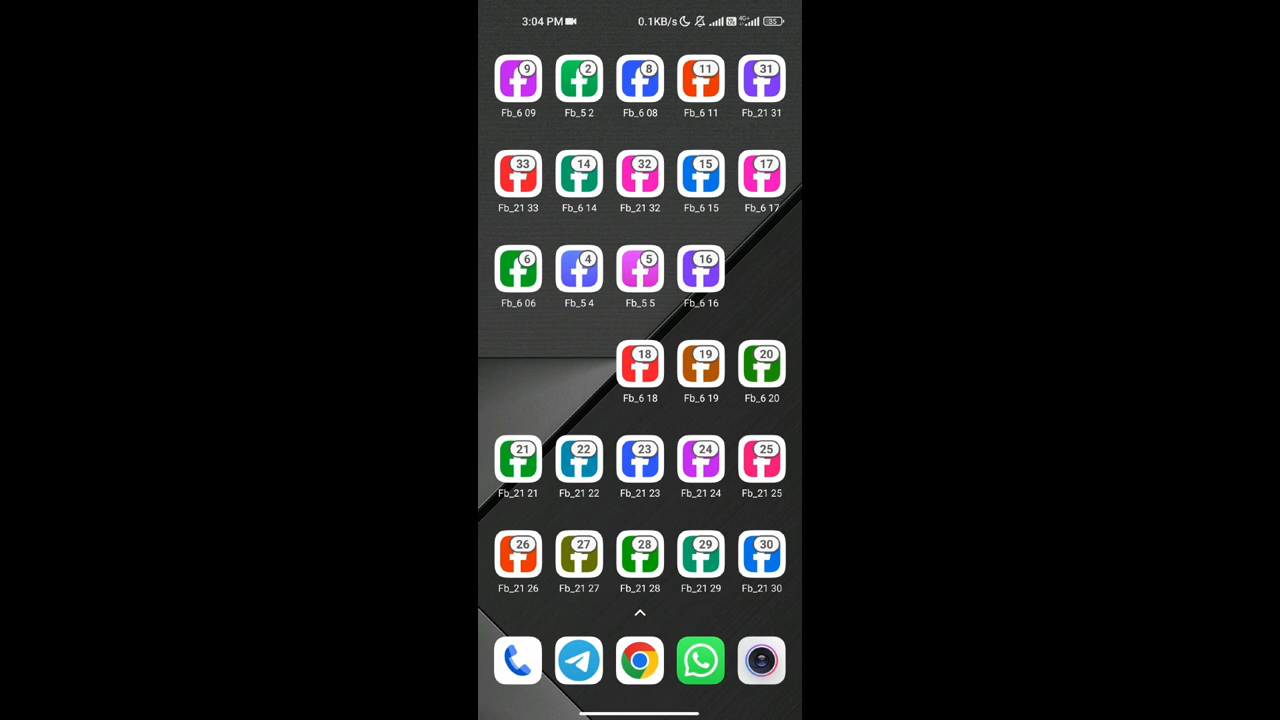 3:04 PM 0.1KB/s 4G 85
9 2 8 11 31
Fb_6 09 Fb_5 2 Fb_6 08 Fb_6 11 Fb_21 31
33 14 32 15 17
Fb_21 33 Fb_6 14 Fb_21 32 Fb_6 15 Fb_6 17
6 4 5 16
Fb_6 06 Fb_5 4 Fb_5 5 Fb_6 16
18 19 20
Fb_6 18 Fb_6 19 Fb_6 20
21 22 23 24 25
Fb_21 21 Fb_21 22 Fb_21 23 Fb_21 24 Fb_21 25
26 27 28 29 30
Fb_21 26 Fb_21 27 Fb_21 28 Fb_21 29 Fb_21 30